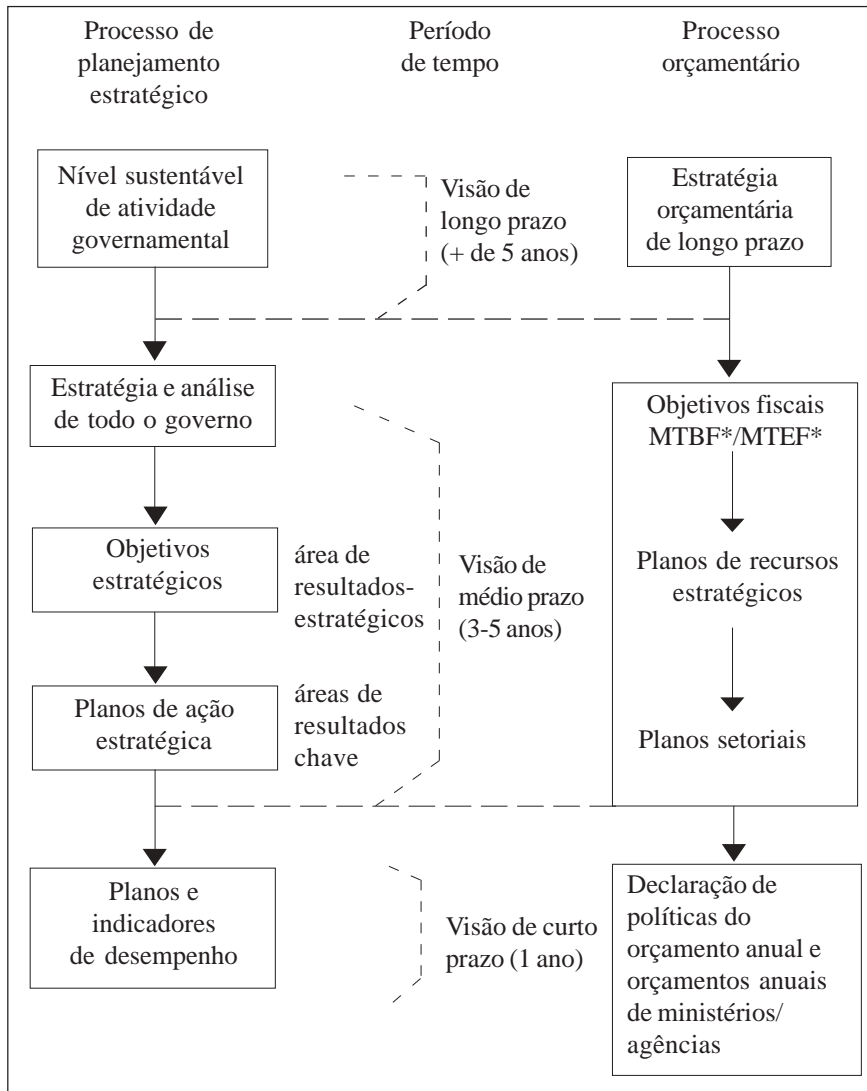 Processo de
planejamento
estratégico
Período
de tempo
Processo
orçamentário
Nível sustentável
de atividade
governamental
Visão de
longo prazo
(+ de 5 anos)
Estratégia
orçamentária
de longo prazo
Estratégia e análise
de todo o governo
Objetivos fiscais
MTBF*/MTEF*
Objetivos
estratégicos
área de
resultados-
estratégicos
Visão de
médio prazo
(3-5 anos)
Planos de recursos
estratégicos
Planos de ação
estratégica
áreas de
resultados
chave
Planos setoriais
Planos e
indicadores
de desempenho
Visão de curto
prazo (1 ano)
Declaração de
políticas do
orçamento anual e
orçamentos anuais
de ministérios/
agências